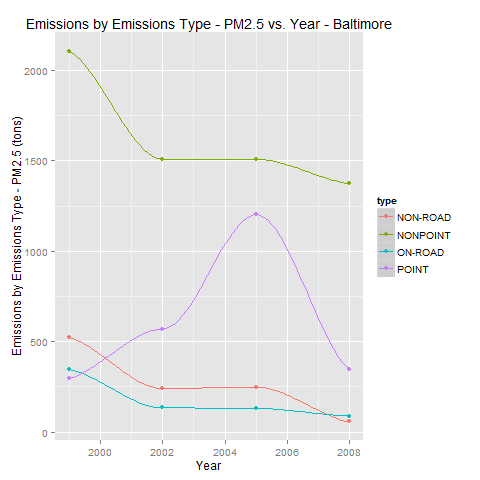 Emissions by Emissions Type - PM2.5 vs. Year - Baltimore
Emissions by Emissions Type - PM2.5 (tons)
2000
1500
1000
500
0
2000
2002
2004
2006
2008
Year
type
NON-ROAD
NONPOINT
ON-ROAD
POINT